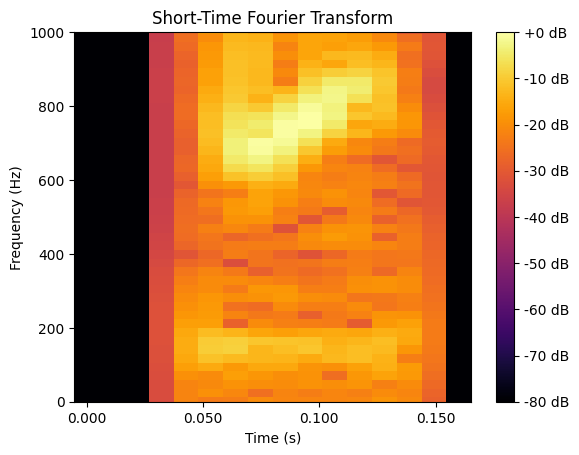 Short-Time Fourier Transform
1000
800
600
400
200
0
Frequency (Hz)
0.000
0.050
0.100
0.150
Time (s)
+0 dB
-10 dB
-20 dB
-30 dB
-40 dB
-50 dB
-60 dB
-70 dB
-80 dB